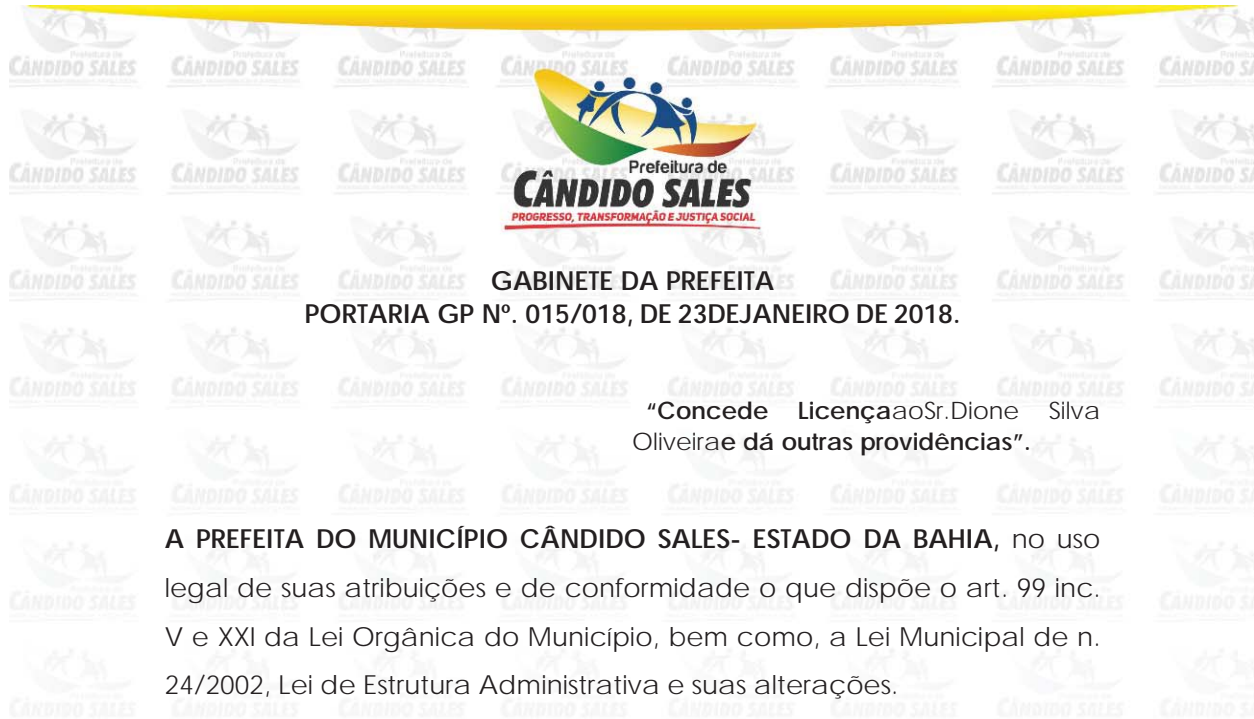 Prefeitura de
CÂNDIDO SALES
PROGRESSO, TRANSFORMAÇÃO E JUSTIÇA SOCIAL
GABINETE DA PREFEITA
PORTARIA GP Nº. 015/018, DE 23DEJANEIRO DE 2018.
“Concede LicençaaoSr.Dione Silva
Oliveirae dá outras providências”.
A PREFEITA DO MUNICÍPIO CÂNDIDO SALES- ESTADO DA BAHIA, no uso
legal de suas atribuições e de conformidade o que dispõe o art. 99 inc.
V e XXI da Lei Orgânica do Município, bem como, a Lei Municipal de n.
24/2002, Lei de Estrutura Administrativa e suas alterações.